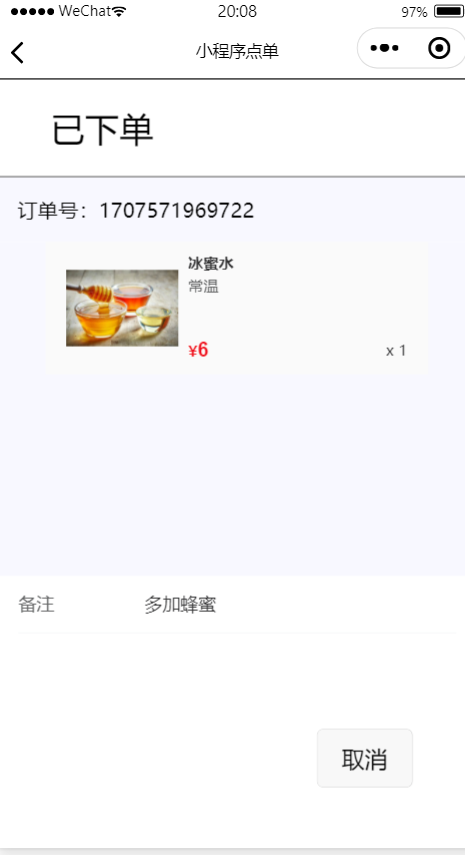 WeChat 20:08 97%
小程序点单
已下单
订单号：1707571969722
冰蜜水
常温
¥6 x 1
备注 多加蜂蜜
取消